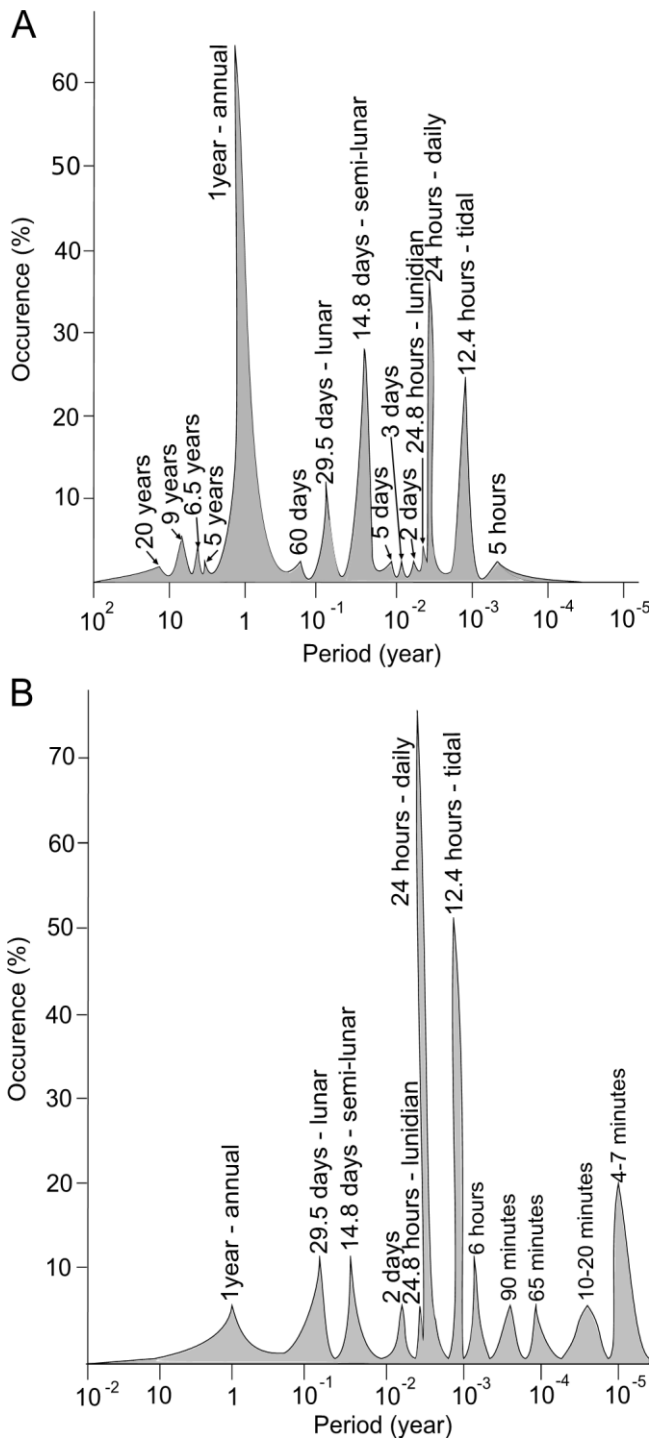 A
Occurence (%)
60
50
40
30
20
10
20 years
9 years
6.5 years
5 years
1year - annual
60 days
29.5 days - lunar
14.8 days - semi-lunar
5 days
3 days
2 days
24.8 hours - lunidian
24 hours - daily
12.4 hours - tidal
5 hours
10²
10
1
10⁻¹
10⁻²
10⁻³
10⁻⁴
10⁻⁵
Period (year)
B
Occurence (%)
70
60
50
40
30
20
10
1year - annual
29.5 days - lunar
14.8 days - semi-lunar
2 days
24.8 hours - lunidian
24 hours - daily
12.4 hours - tidal
6 hours
90 minutes
65 minutes
10-20 minutes
4-7 minutes
10⁻²
10
1
10⁻¹
10⁻²
10⁻³
10⁻⁴
10⁻⁵
Period (year)